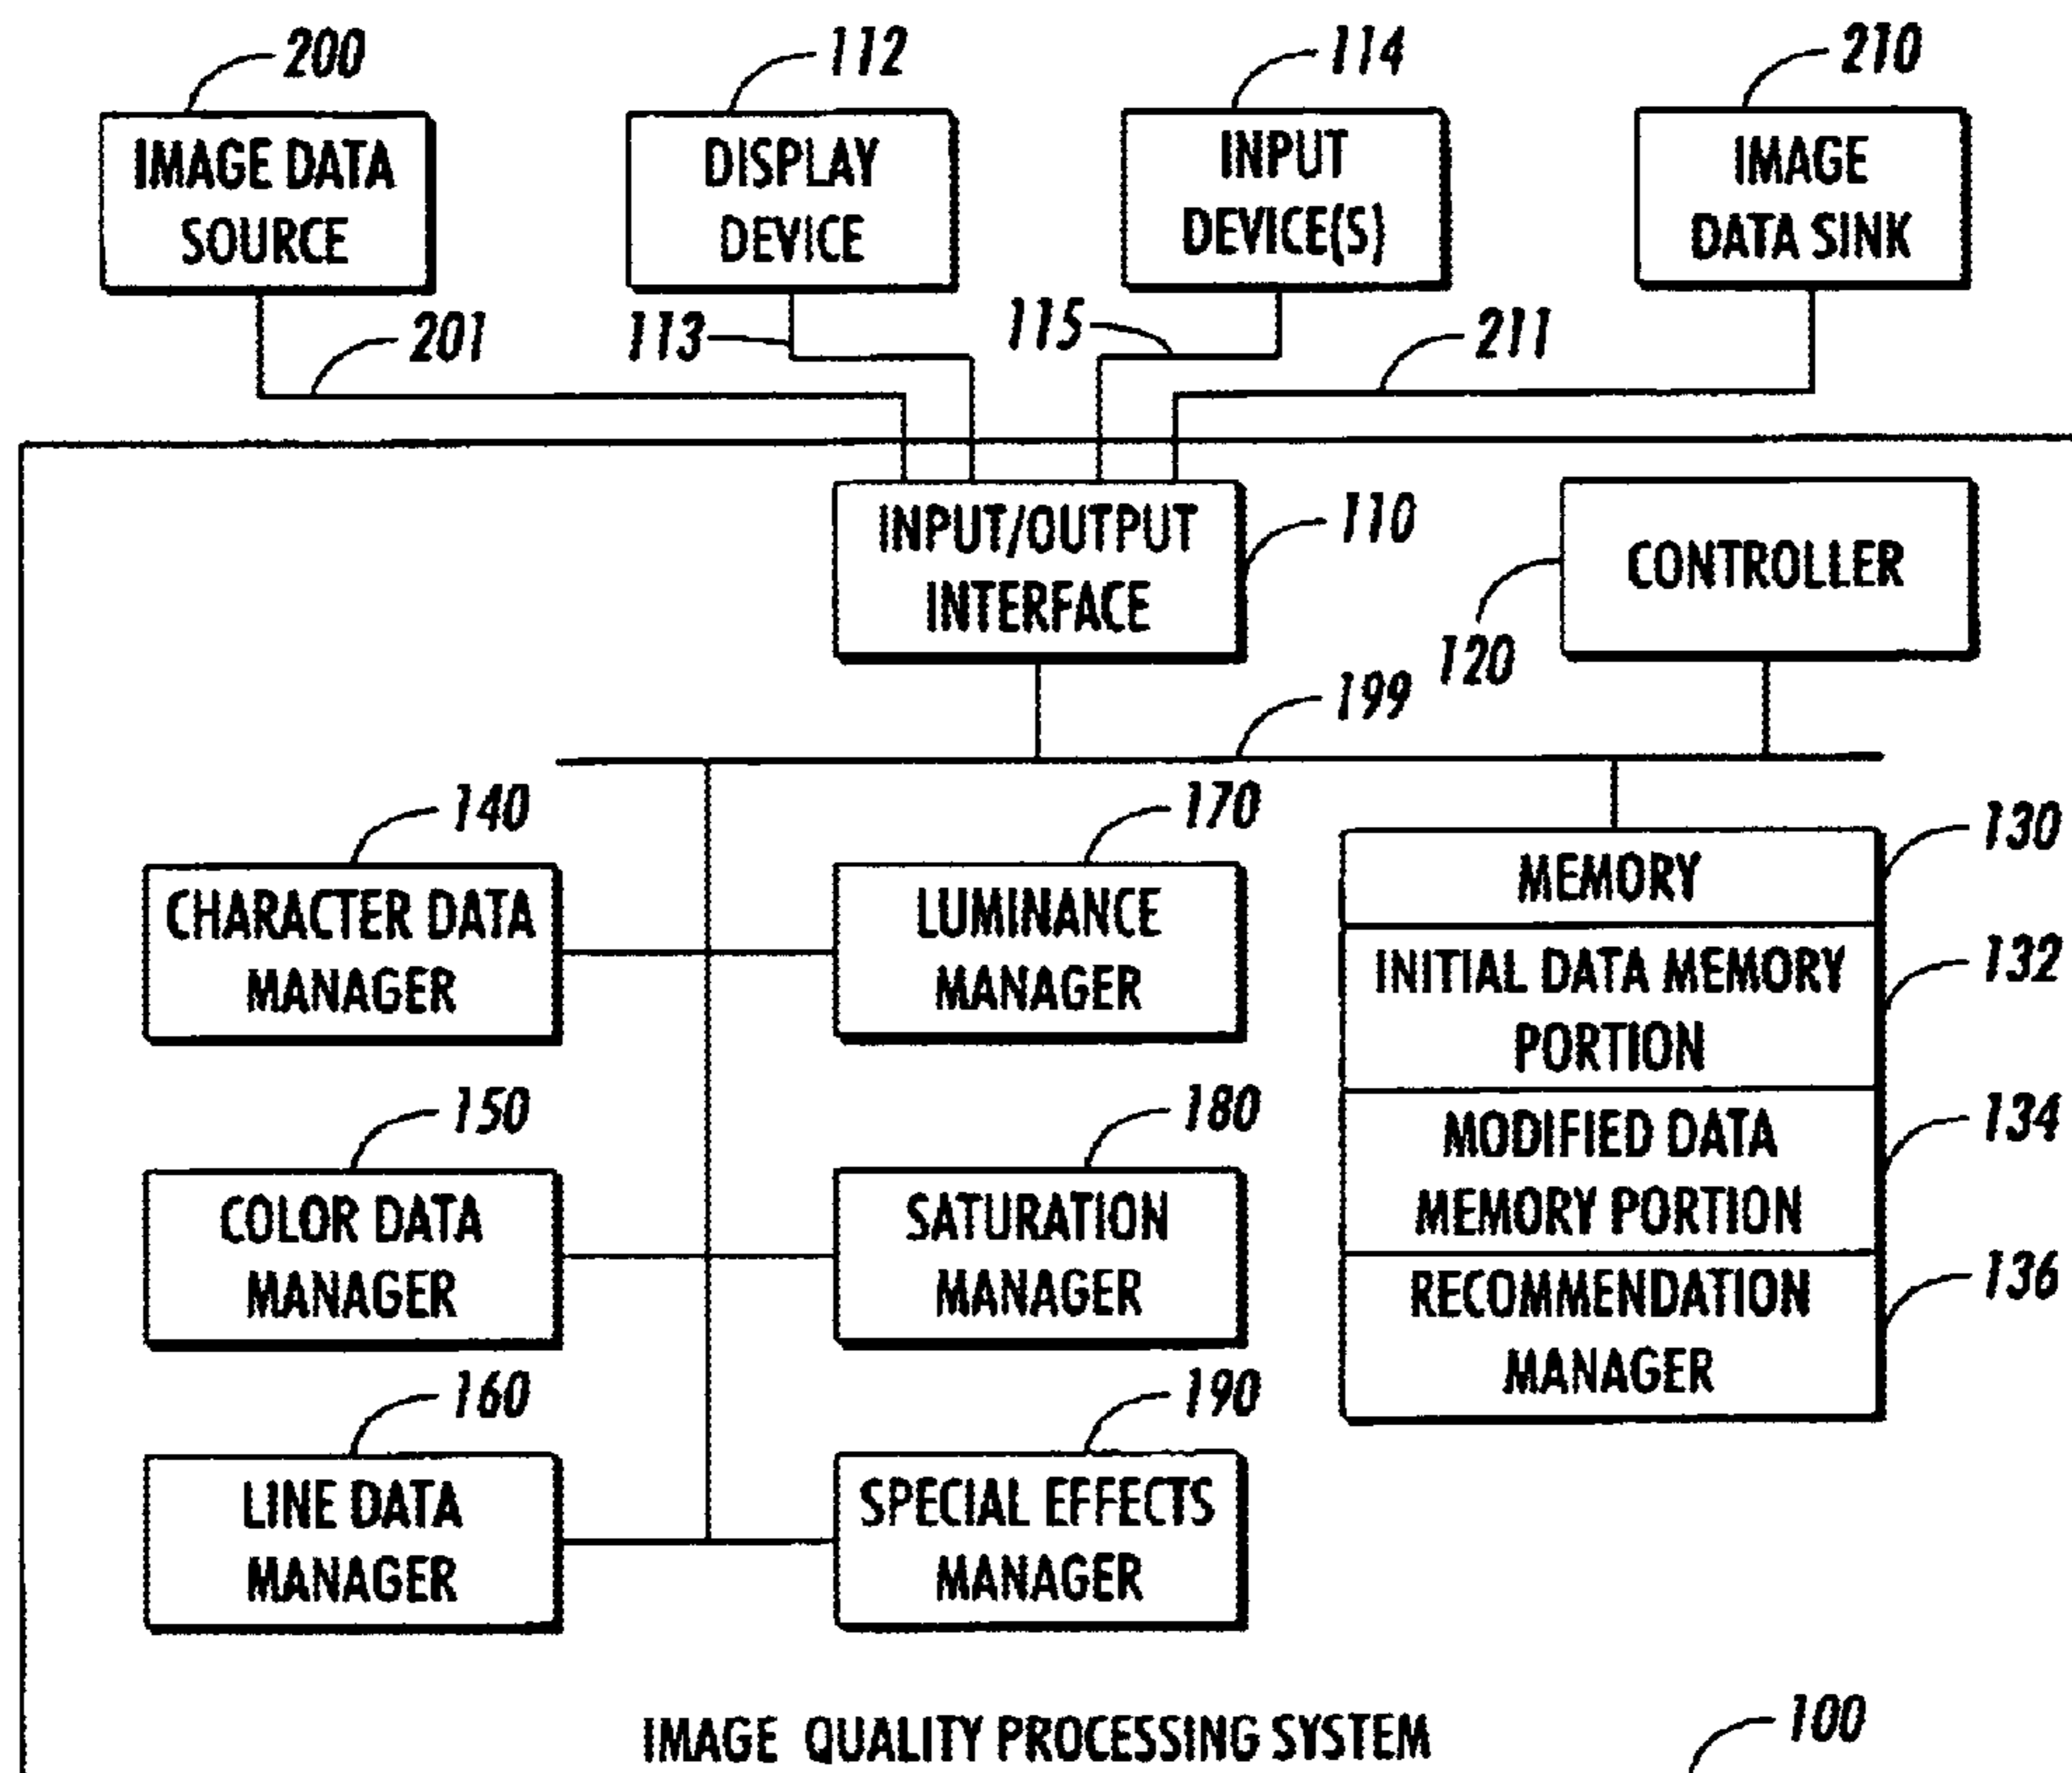 200
112
114
210
IMAGE DATA
SOURCE
DISPLAY
DEVICE
INPUT
DEVICE(S)
IMAGE
DATA SINK
201
113
115
211
INPUT/OUTPUT
INTERFACE
110
CONTROLLER
120
199
140
CHARACTER DATA
MANAGER
170
LUMINANCE
MANAGER
130
MEMORY
132
INITIAL DATA MEMORY
PORTION
134
MODIFIED DATA
MEMORY PORTION
136
RECOMMENDATION
MANAGER
150
COLOR DATA
MANAGER
180
SATURATION
MANAGER
160
LINE DATA
MANAGER
190
SPECIAL EFFECTS
MANAGER
IMAGE QUALITY PROCESSING SYSTEM
100